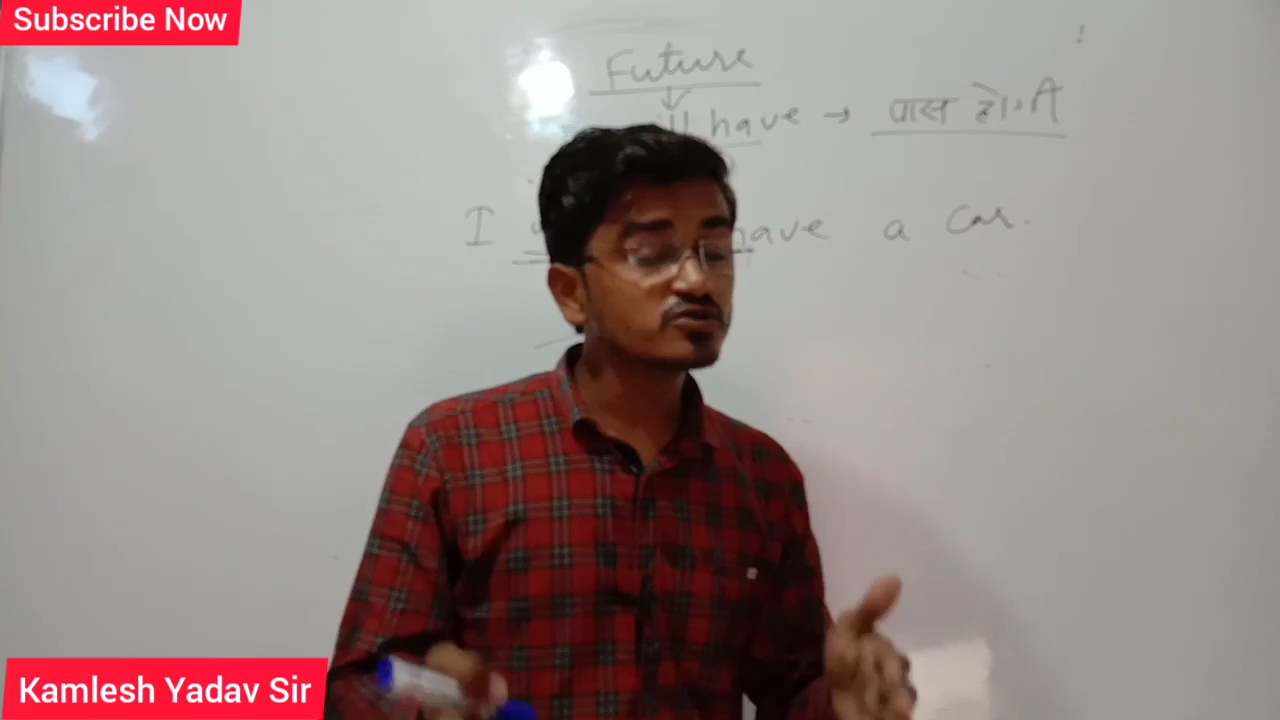 Subscribe Now
Future
have → पास होगा
I have a car.
Kamlesh Yadav Sir